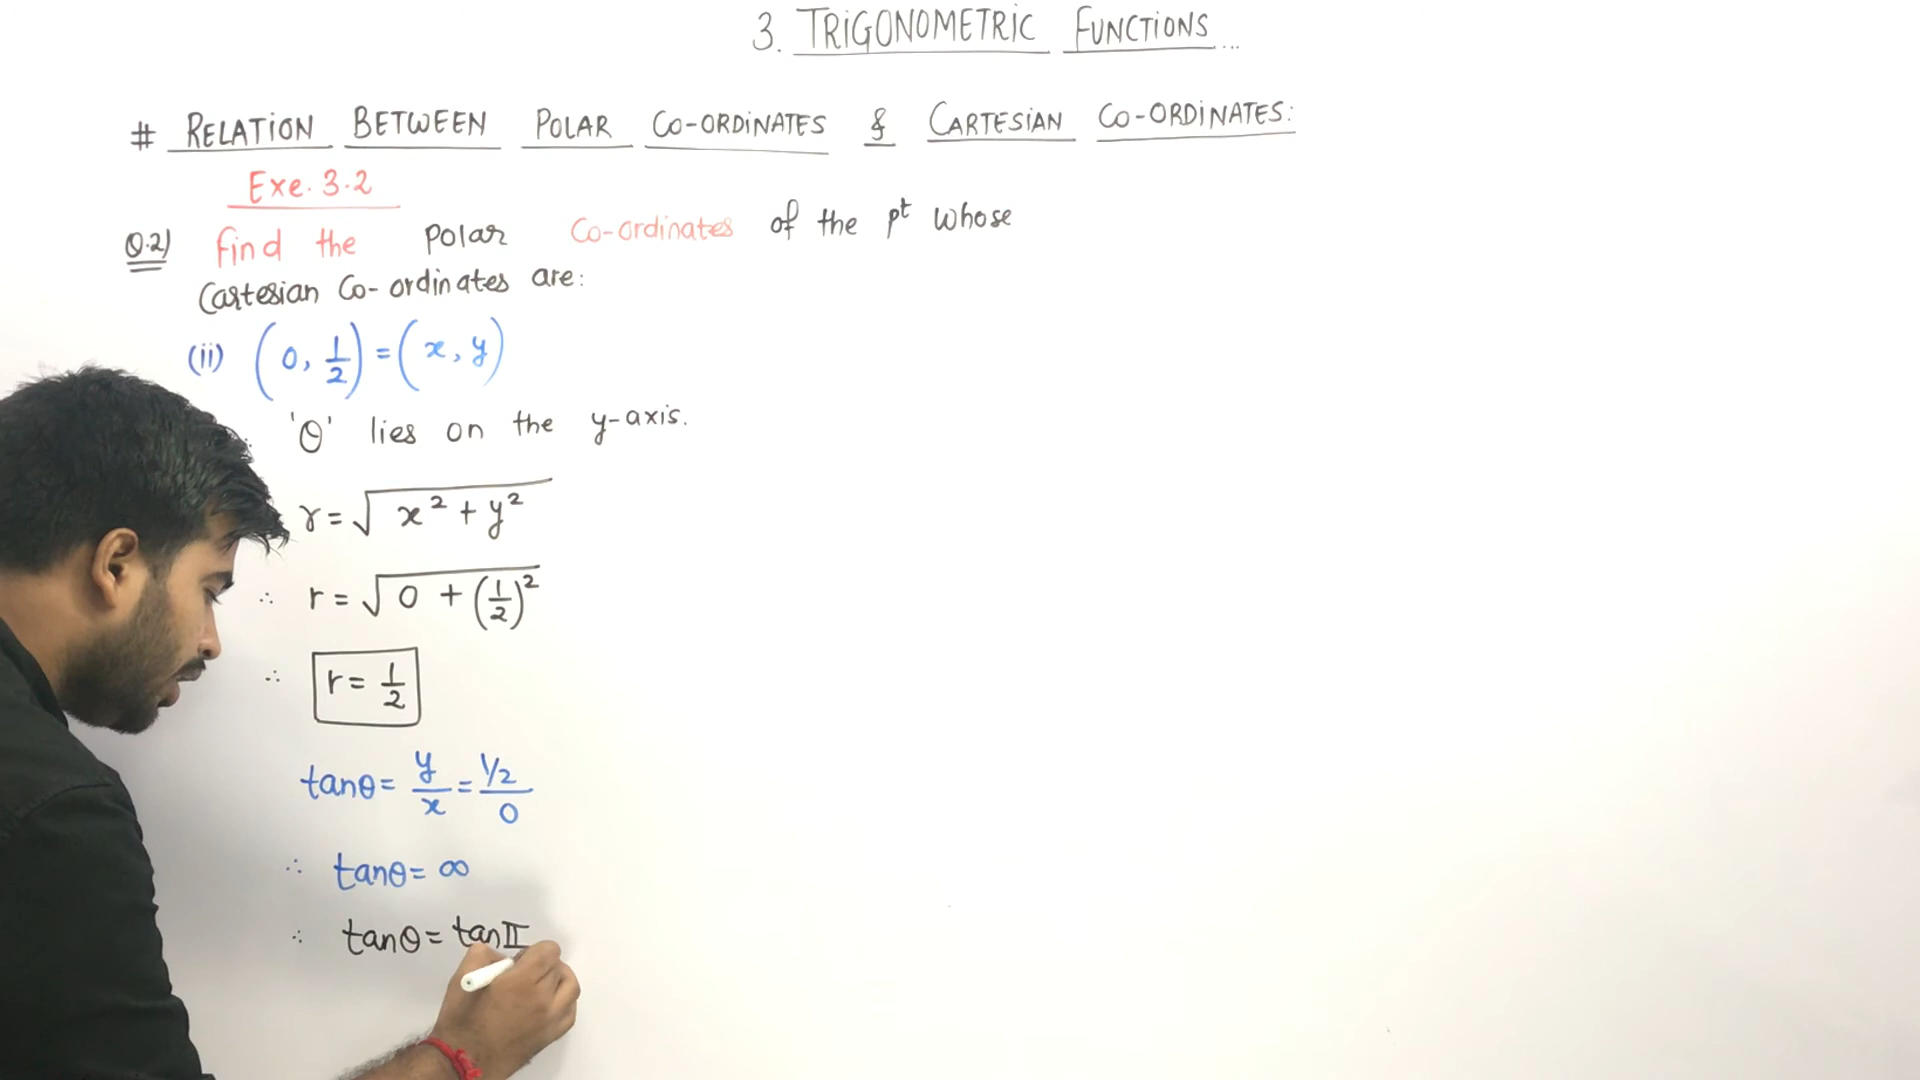 3. TRIGONOMETRIC FUNCTIONS...
# RELATION BETWEEN POLAR CO-ORDINATES & CARTESIAN CO-ORDINATES:
Exe. 3.2
Q.2) Find the polar Co-ordinates of the pt whose
Cartesian Co-ordinates are:
(ii) (0, 1/2) = (x, y)
'θ' lies on the y-axis.
r = √(x² + y²)
∴ r = √(0 + (1/2)²)
∴ r = 1/2
tanθ = y/x = ½/0
∴ tanθ = ∞
∴ tanθ = tan π